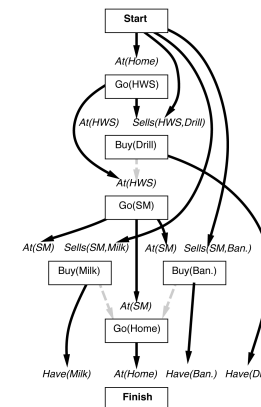 Start
At(Home)
Go(HWS)
At(HWS) Sells(HWS,Drill)
Buy(Drill)
At(HWS)
Go(SM)
At(SM) Sells(SM,Milk) At(SM) Sells(SM,Ban.)
Buy(Milk) Buy(Ban.)
At(SM)
Go(Home)
Have(Milk) At(Home) Have(Ban.) Have(Dr
Finish